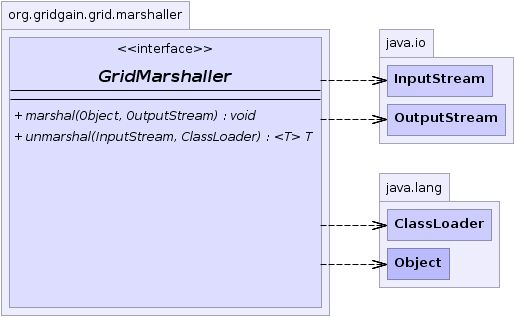 org.gridgain.grid.marshaller
<<interface>>
GridMarshaller
+ marshal(Object, OutputStream) : void
+ unmarshal(InputStream, ClassLoader) : <T> T
java.io
InputStream
OutputStream
java.lang
ClassLoader
Object